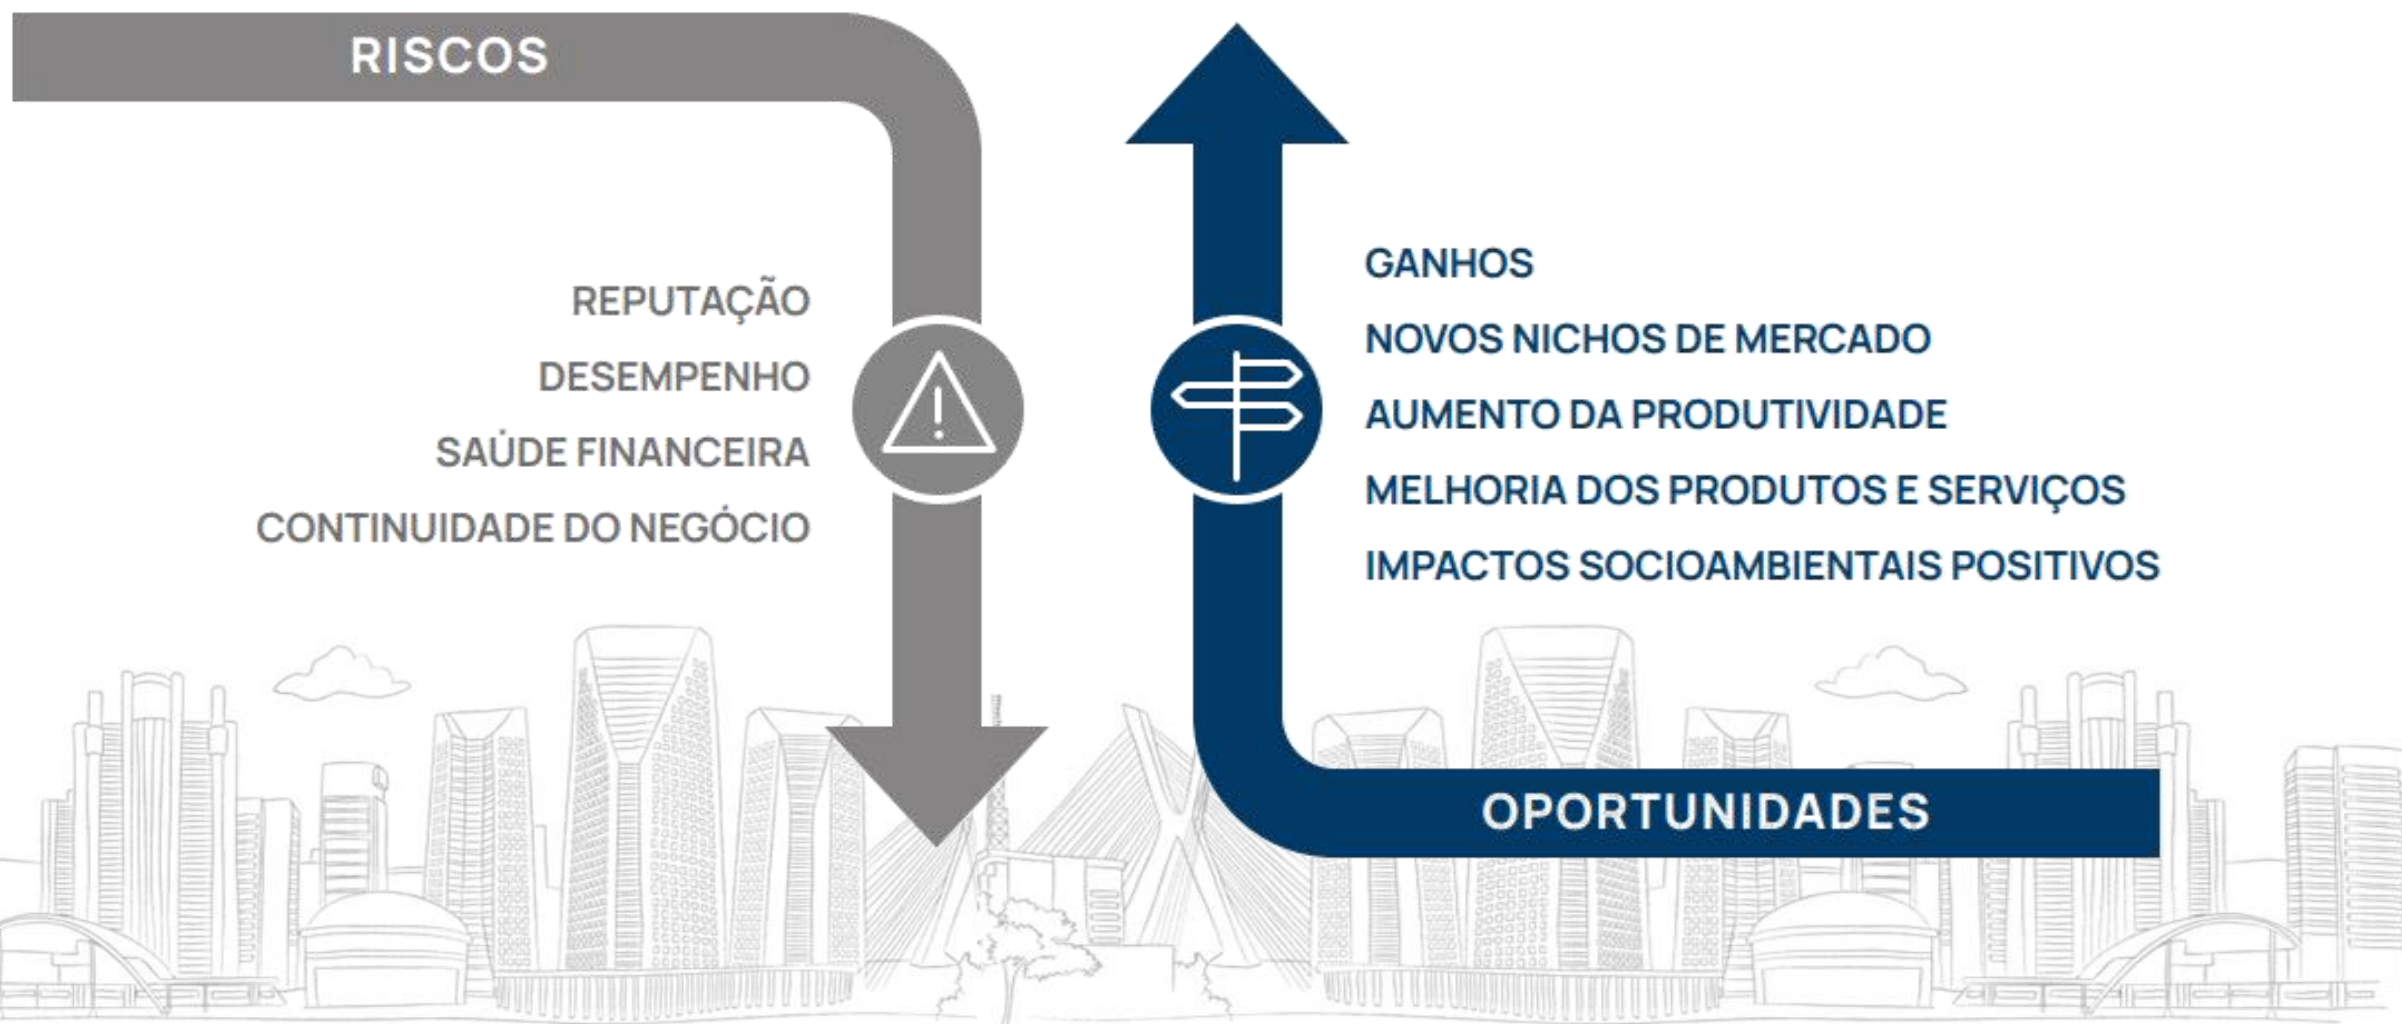 RISCOS
REPUTAÇÃO
DESEMPENHO
SAÚDE FINANCEIRA
CONTINUIDADE DO NEGÓCIO
GANHOS
NOVOS NICHOS DE MERCADO
AUMENTO DA PRODUTIVIDADE
MELHORIA DOS PRODUTOS E SERVIÇOS
IMPACTOS SOCIOAMBIENTAIS POSITIVOS
OPORTUNIDADES